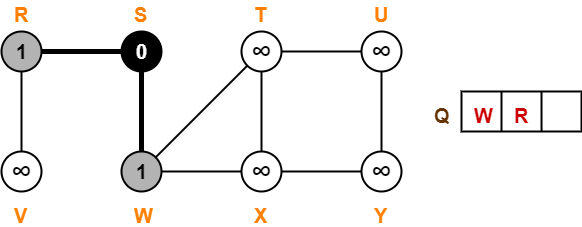 R S T U
1 0 ∞ ∞
Q W R
∞ 1 ∞ ∞
V W X Y